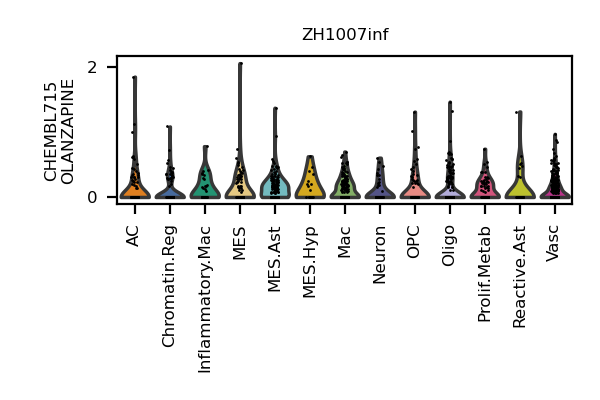 ZH1007inf
CHEMBL715
OLANZAPINE
2
0
AC
Chromatin.Reg
Inflammatory.Mac
MES
MES.Ast
MES.Hyp
Mac
Neuron
OPC
Oligo
Prolif.Metab
Reactive.Ast
Vasc